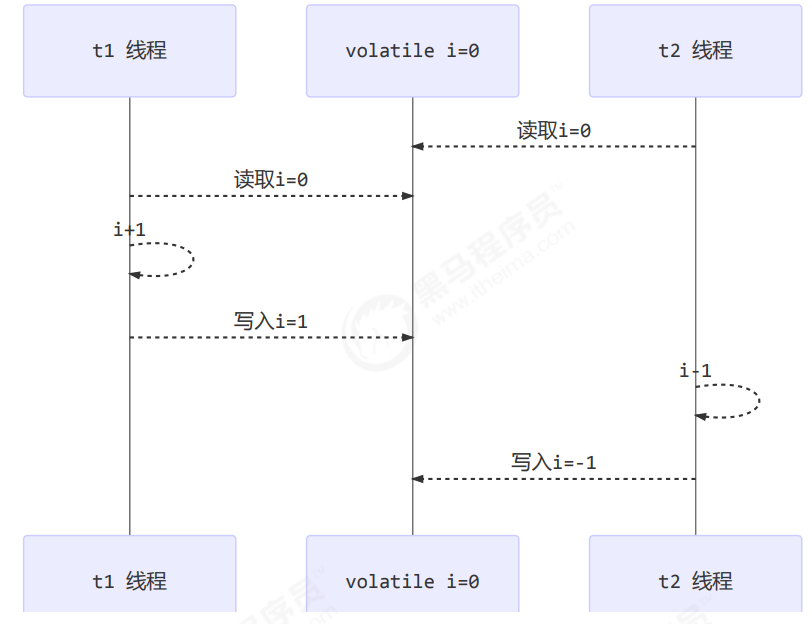 t1 线程
volatile i=0
t2 线程
读取i=0
读取i=0
i+1
写入i=1
i-1
写入i=-1
t1 线程
volatile i=0
t2 线程
黑马程序员™
www.itheima.com